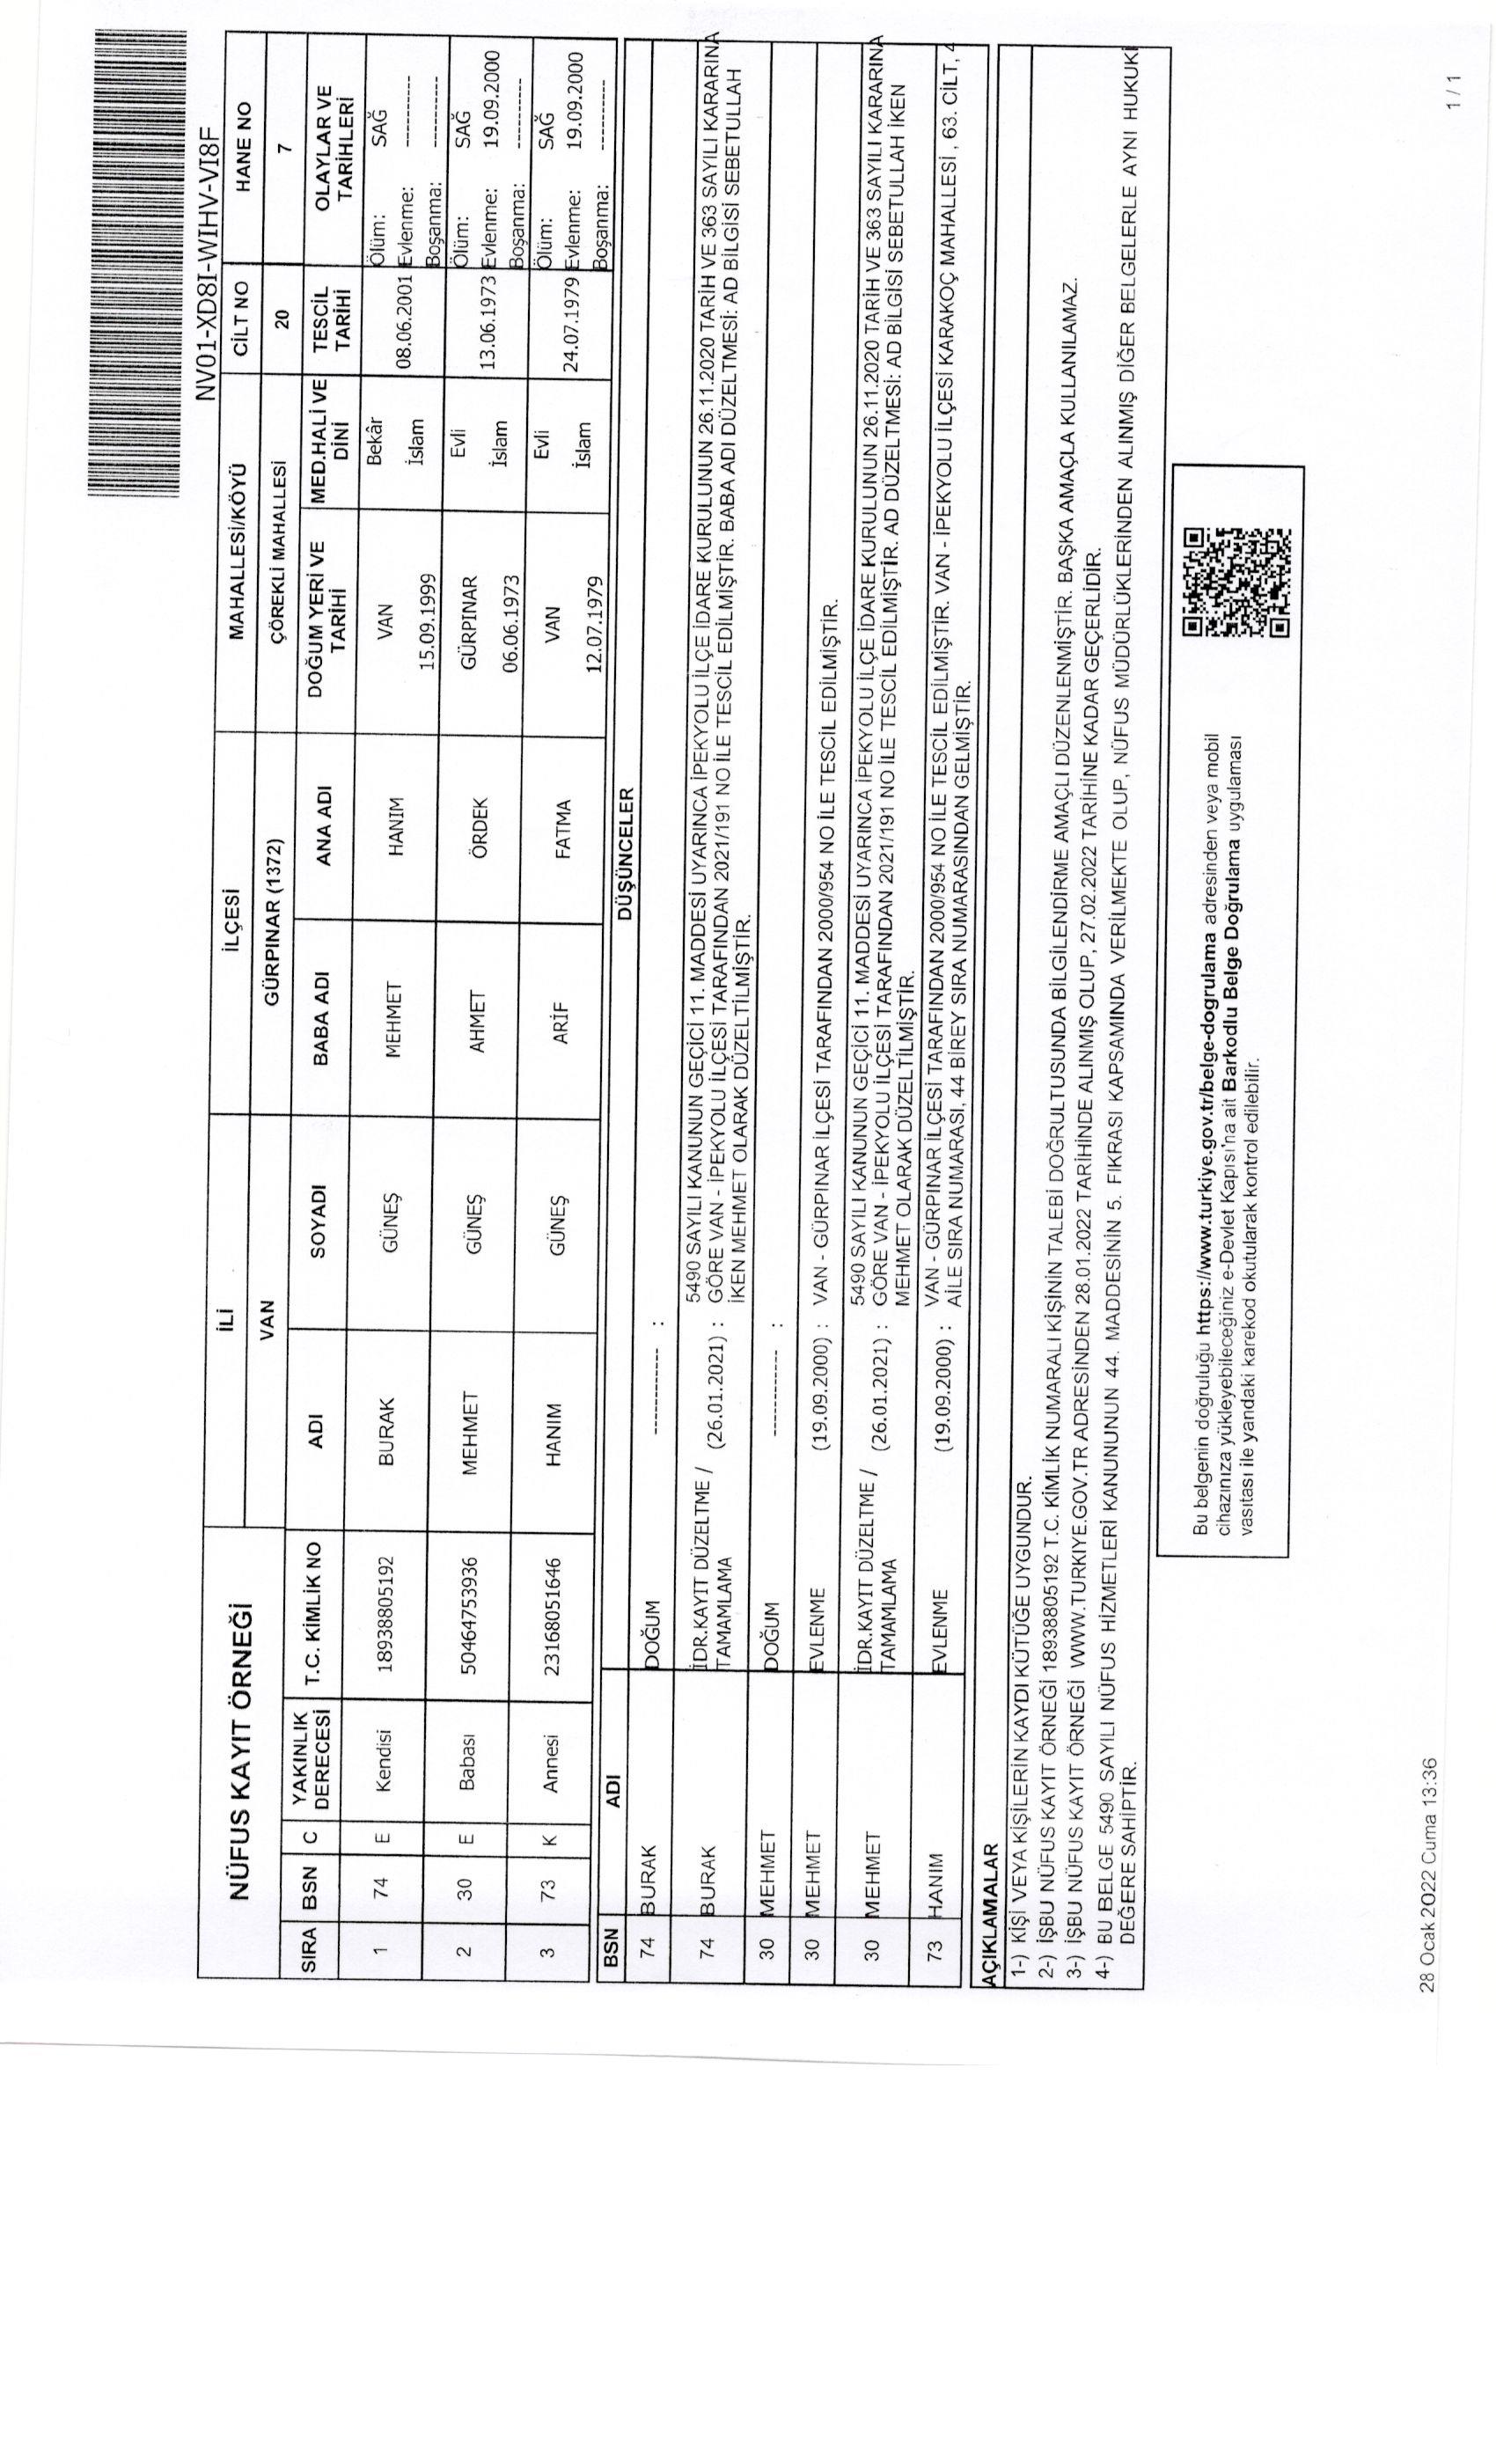 NV01-XD8I-WIHV-VI8F
NÜFUS KAYIT ÖRNEĞİ
İLİ İLÇESİ MAHALLESİ/KÖYÜ CİLT NO HANE NO
VAN GÜRPINAR (1372) ÇÖREKLİ MAHALLESİ 20 7
SIRA BSN C YAKINLIK DERECESİ T.C. KİMLİK NO ADI SOYADI BABA ADI ANA ADI DOĞUM YERİ VE TARİHİ MED.HALİ VE DİNİ TESCİL TARİHİ OLAYLAR VE TARİHLERİ
1 74 E Kendisi 18938805192 BURAK GÜNEŞ MEHMET HANIM VAN 15.09.1999 Bekâr İslam 08.06.2001 Ölüm: SAĞ Evlenme: ---------- Boşanma: ----------
2 30 E Babası 50464753936 MEHMET GÜNEŞ AHMET ÖRDEK GÜRPINAR 06.06.1973 Evli İslam 13.06.1973 Ölüm: SAĞ Evlenme: 19.09.2000 Boşanma: ----------
3 73 K Annesi 23168051646 HANIM GÜNEŞ ARİF FATMA VAN 12.07.1979 Evli İslam 24.07.1979 Ölüm: SAĞ Evlenme: 19.09.2000 Boşanma: ----------
BSN ADI DÜŞÜNCELER
74 BURAK DOĞUM ----------- :
74 BURAK İDR.KAYIT DÜZELTME / TAMAMLAMA (26.01.2021) :
5490 SAYILI KANUNUN GEÇİCİ 11. MADDESİ UYARINCA İPEKYOLU İLÇE İDARE KURULUNUN 26.11.2020 TARİH VE 363 SAYILI KARARINA
GÖRE VAN - İPEKYOLU İLÇESİ TARAFINDAN 2021/191 NO İLE TESCİL EDİLMİŞTİR. BABA ADI DÜZELTMESİ: AD BİLGİSİ SEBETULLAH
İKEN MEHMET OLARAK DÜZELTİLMİŞTİR.
30 MEHMET DOĞUM ----------- :
30 MEHMET EVLENME (19.09.2000) : VAN - GÜRPINAR İLÇESİ TARAFINDAN 2000/954 NO İLE TESCİL EDİLMİŞTİR.
30 MEHMET İDR.KAYIT DÜZELTME / TAMAMLAMA (26.01.2021) :
5490 SAYILI KANUNUN GEÇİCİ 11. MADDESİ UYARINCA İPEKYOLU İLÇE İDARE KURULUNUN 26.11.2020 TARİH VE 363 SAYILI KARARINA
GÖRE VAN - İPEKYOLU İLÇESİ TARAFINDAN 2021/191 NO İLE TESCİL EDİLMİŞTİR. AD DÜZELTMESİ: AD BİLGİSİ SEBETULLAH İKEN
MEHMET OLARAK DÜZELTİLMİŞTİR.
73 HANIM EVLENME (19.09.2000) : VAN - GÜRPINAR İLÇESİ TARAFINDAN 2000/954 NO İLE TESCİL EDİLMİŞTİR. VAN - İPEKYOLU İLÇESİ KARAKOÇ MAHALLESİ , 63. CİLT, 4
AİLE SIRA NUMARASI, 44 BİREY SIRA NUMARASINDAN GELMİŞTİR.
AÇIKLAMALAR
1-) KİŞİ VEYA KİŞİLERİN KAYDI KÜTÜĞE UYGUNDUR.
2-) İŞBU NÜFUS KAYIT ÖRNEĞİ 18938805192 T.C. KİMLİK NUMARALI KİŞİNİN TALEBİ DOĞRULTUSUNDA BİLGİLENDİRME AMAÇLI DÜZENLENMİŞTİR. BAŞKA AMAÇLA KULLANILAMAZ.
3-) İŞBU NÜFUS KAYIT ÖRNEĞİ WWW.TURKIYE.GOV.TR ADRESİNDEN 28.01.2022 TARİHİNDE ALINMIŞ OLUP, 27.02.2022 TARİHİNE KADAR GEÇERLİDİR.
4-) BU BELGE 5490 SAYILI NÜFUS HİZMETLERİ KANUNUNUN 44. MADDESİNİN 5. FIKRASI KAPSAMINDA VERİLMEKTE OLUP, NÜFUS MÜDÜRLÜKLERİNDEN ALINMIŞ DİĞER BELGELERLE AYNI HUKUKİ
DEĞERE SAHİPTİR.
Bu belgenin doğruluğu https://www.turkiye.gov.tr/belge-dogrulama adresinden veya mobil
cihazınıza yükleyebileceğiniz e-Devlet Kapısı'na ait Barkodlu Belge Doğrulama uygulaması
vasıtası ile yandaki karekod okutularak kontrol edilebilir.
28 Ocak 2022 Cuma 13:36
1 / 1